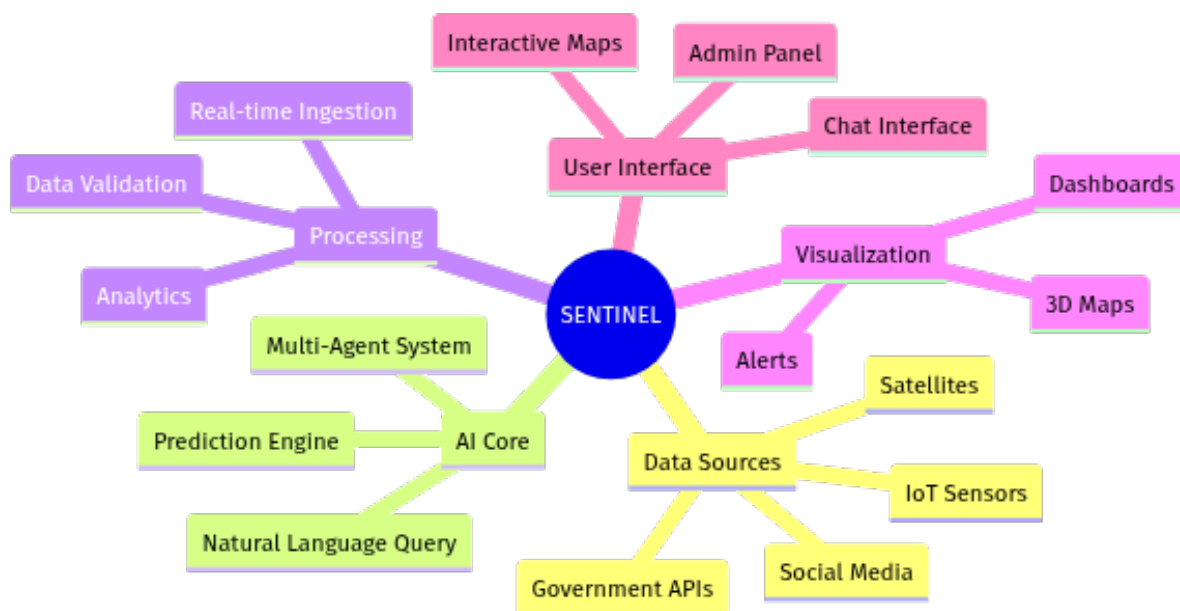 Interactive Maps
Admin Panel
Real-time Ingestion
Chat Interface
User Interface
Data Validation
Dashboards
Processing
Visualization
Analytics
3D Maps
SENTINEL
Multi-Agent System
Alerts
Satellites
Prediction Engine
AI Core
Data Sources
IoT Sensors
Natural Language Query
Social Media
Government APIs